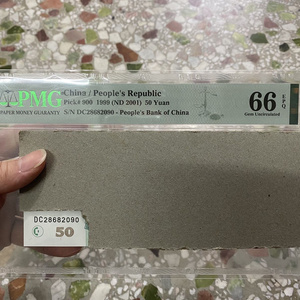 PMG
PAPER MONEY GUARANTY
China / People's Republic
Pick# 900 1999 (ND 2001) 50 Yuan
S/N DC28682090 - People's Bank of China
66 EPQ
Gem Uncirculated
DC28682090
50